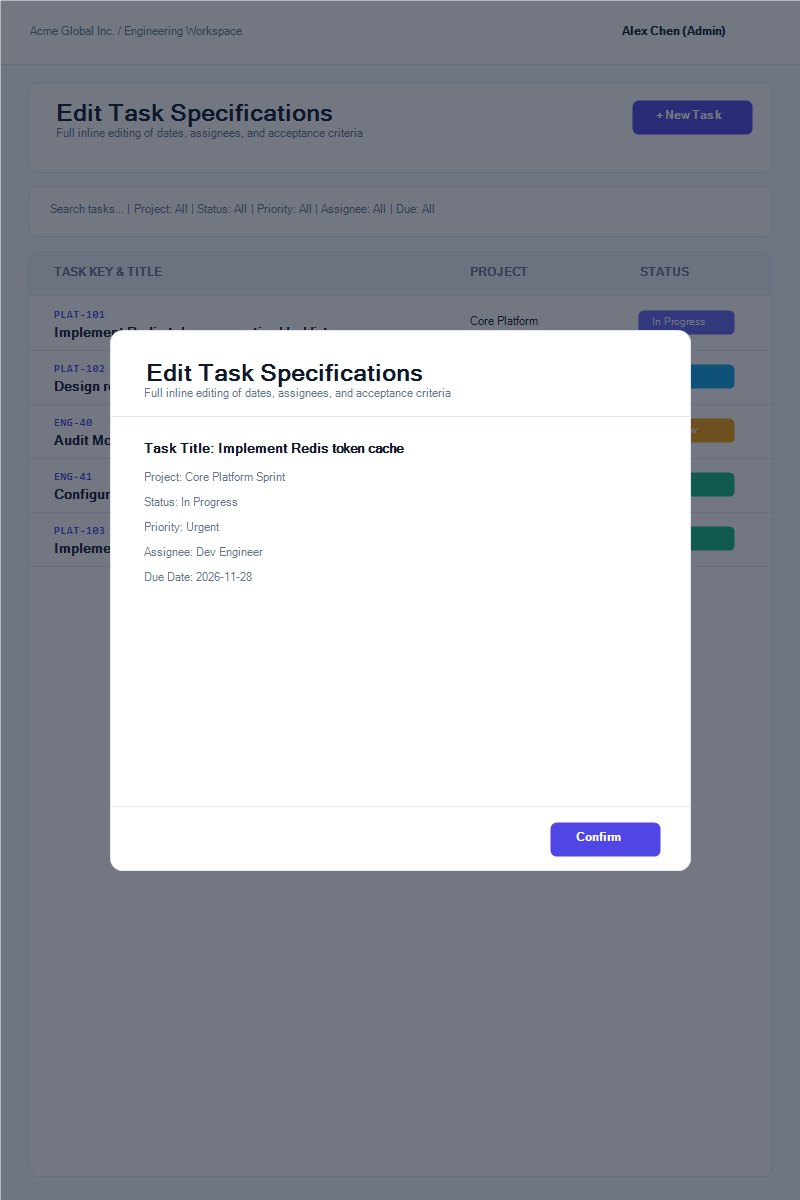 Acme Global Inc. / Engineering Workspace
Alex Chen (Admin)
Edit Task Specifications
Full inline editing of dates, assignees, and acceptance criteria
+ New Task
Search tasks... | Project: All | Status: All | Priority: All | Assignee: All | Due: All
TASK KEY & TITLE PROJECT STATUS
PLAT-101
Core Platform
In Progress
PLAT-102
Design
ENG-40
Audit
ENG-41
PLAT-103
Edit Task Specifications
Full inline editing of dates, assignees, and acceptance criteria
Task Title: Implement Redis token cache
Project: Core Platform Sprint
Status: In Progress
Priority: Urgent
Assignee: Dev Engineer
Due Date: 2026-11-28
Confirm